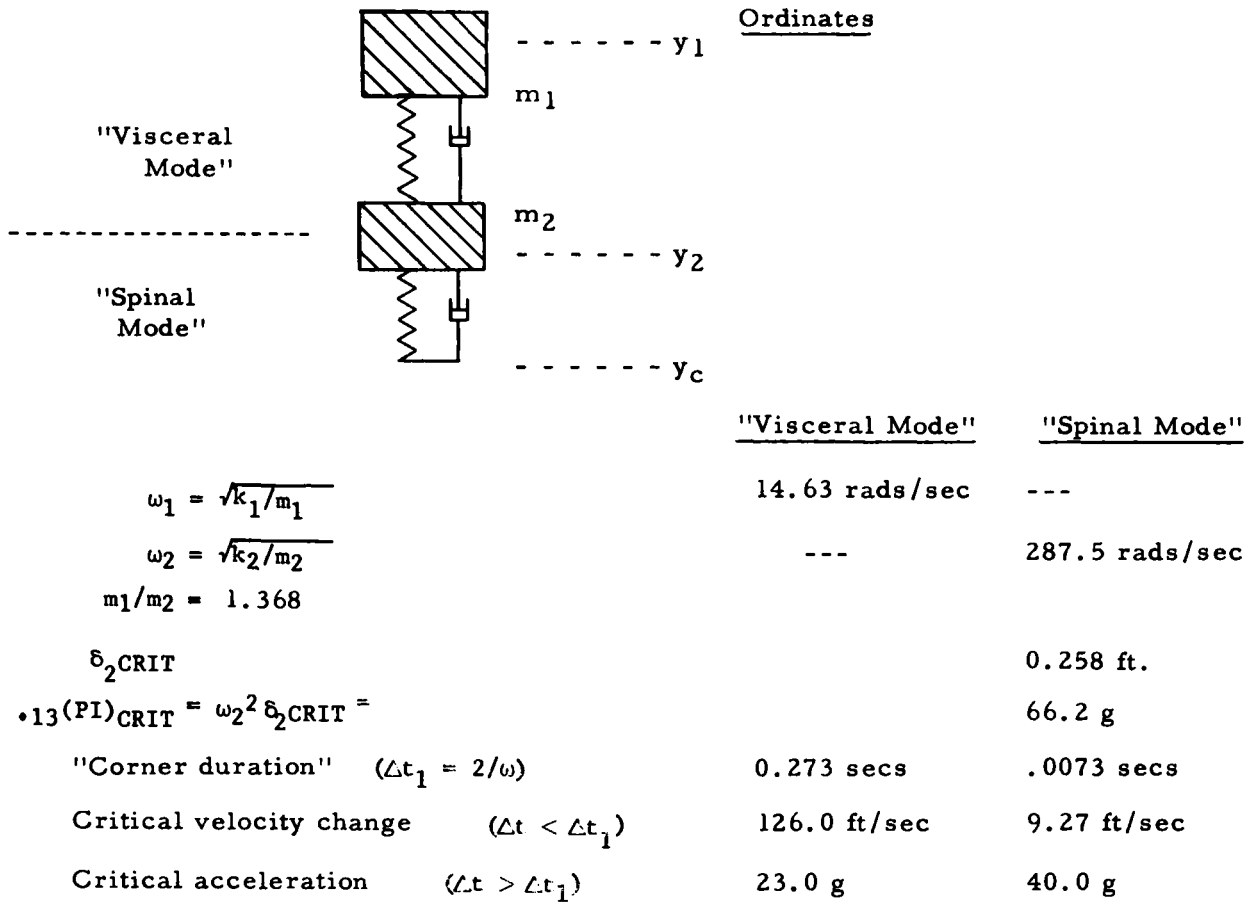 Ordinates
y1
m1
"Visceral
Mode"
m2
y2
"Spinal
Mode"
yc
"Visceral Mode" "Spinal Mode"
ω1 = √k1/m1 14.63 rads/sec ---
ω2 = √k2/m2 --- 287.5 rads/sec
m1/m2 = 1.368
δ2CRIT 0.258 ft.
.13(PI)CRIT = ω2² δ2CRIT = 66.2 g
"Corner duration" (Δt1 = 2/ω) 0.273 secs .0073 secs
Critical velocity change (Δt < Δt1) 126.0 ft/sec 9.27 ft/sec
Critical acceleration (Δt > Δt1) 23.0 g 40.0 g